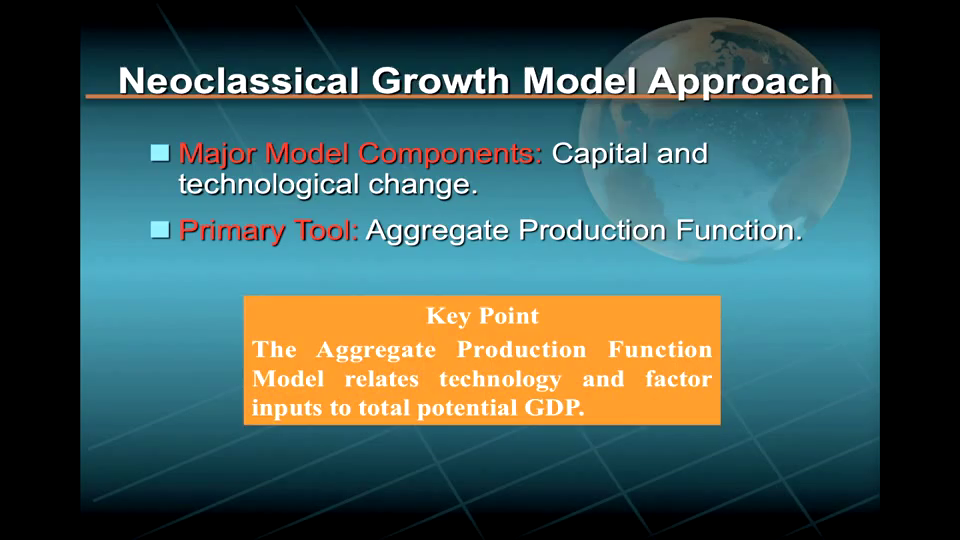 Neoclassical Growth Model Approach
Major Model Components: Capital and
technological change.
Primary Tool: Aggregate Production Function.
Key Point
The Aggregate Production Function
Model relates technology and factor
inputs to total potential GDP.